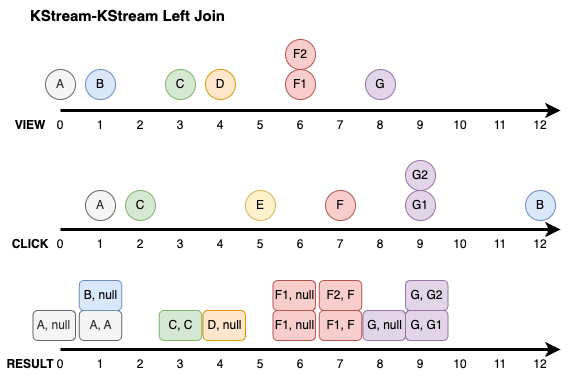 KStream-KStream Left Join
F2
A B C D F1 G
VIEW 0 1 2 3 4 5 6 7 8 9 10 11 12
G2
A C E F G1 B
CLICK 0 1 2 3 4 5 6 7 8 9 10 11 12
B, null F1, null F2, F G, G2
A, null A, A C, C D, null F1, null F1, F G, null G, G1
RESULT 0 1 2 3 4 5 6 7 8 9 10 11 12